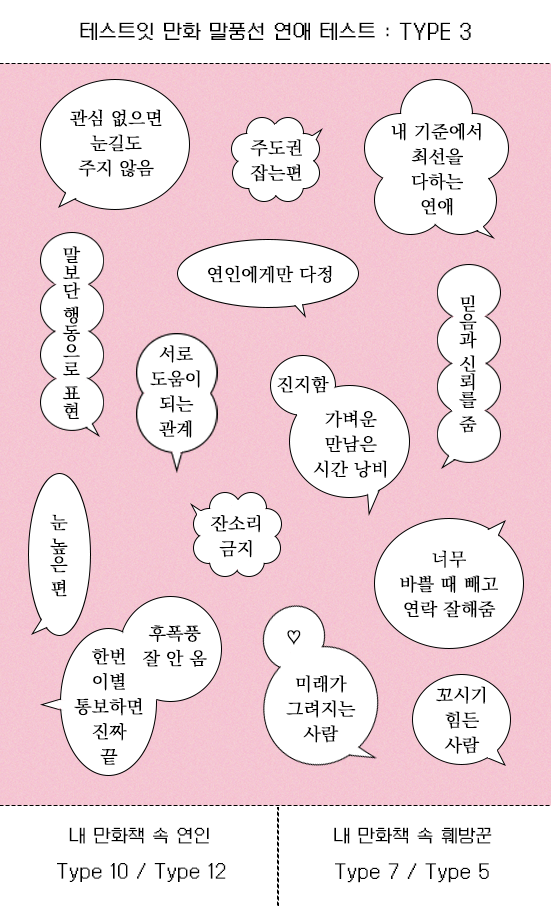 테스트잇 만화 말풍선 연애 테스트 : TYPE 3
관심 없으면
눈길도
주지 않음
주도권
잡는편
내 기준에서
최선을
다하는
연애
말보단 행동으로 표현
연인에게만 다정
믿음과 신뢰를 줌
서로
도움이
되는
관계
진지함
가벼운
만남은
시간 낭비
눈 높은 편
잔소리
금지
너무
바쁠 때 빼고
연락 잘해줌
후폭풍
잘 안 옴
한번
이별
통보하면
진짜
끝
♡
미래가
그려지는
사람
꼬시기
힘든
사람
내 만화책 속 연인
Type 10 / Type 12
내 만화책 속 훼방꾼
Type 7 / Type 5